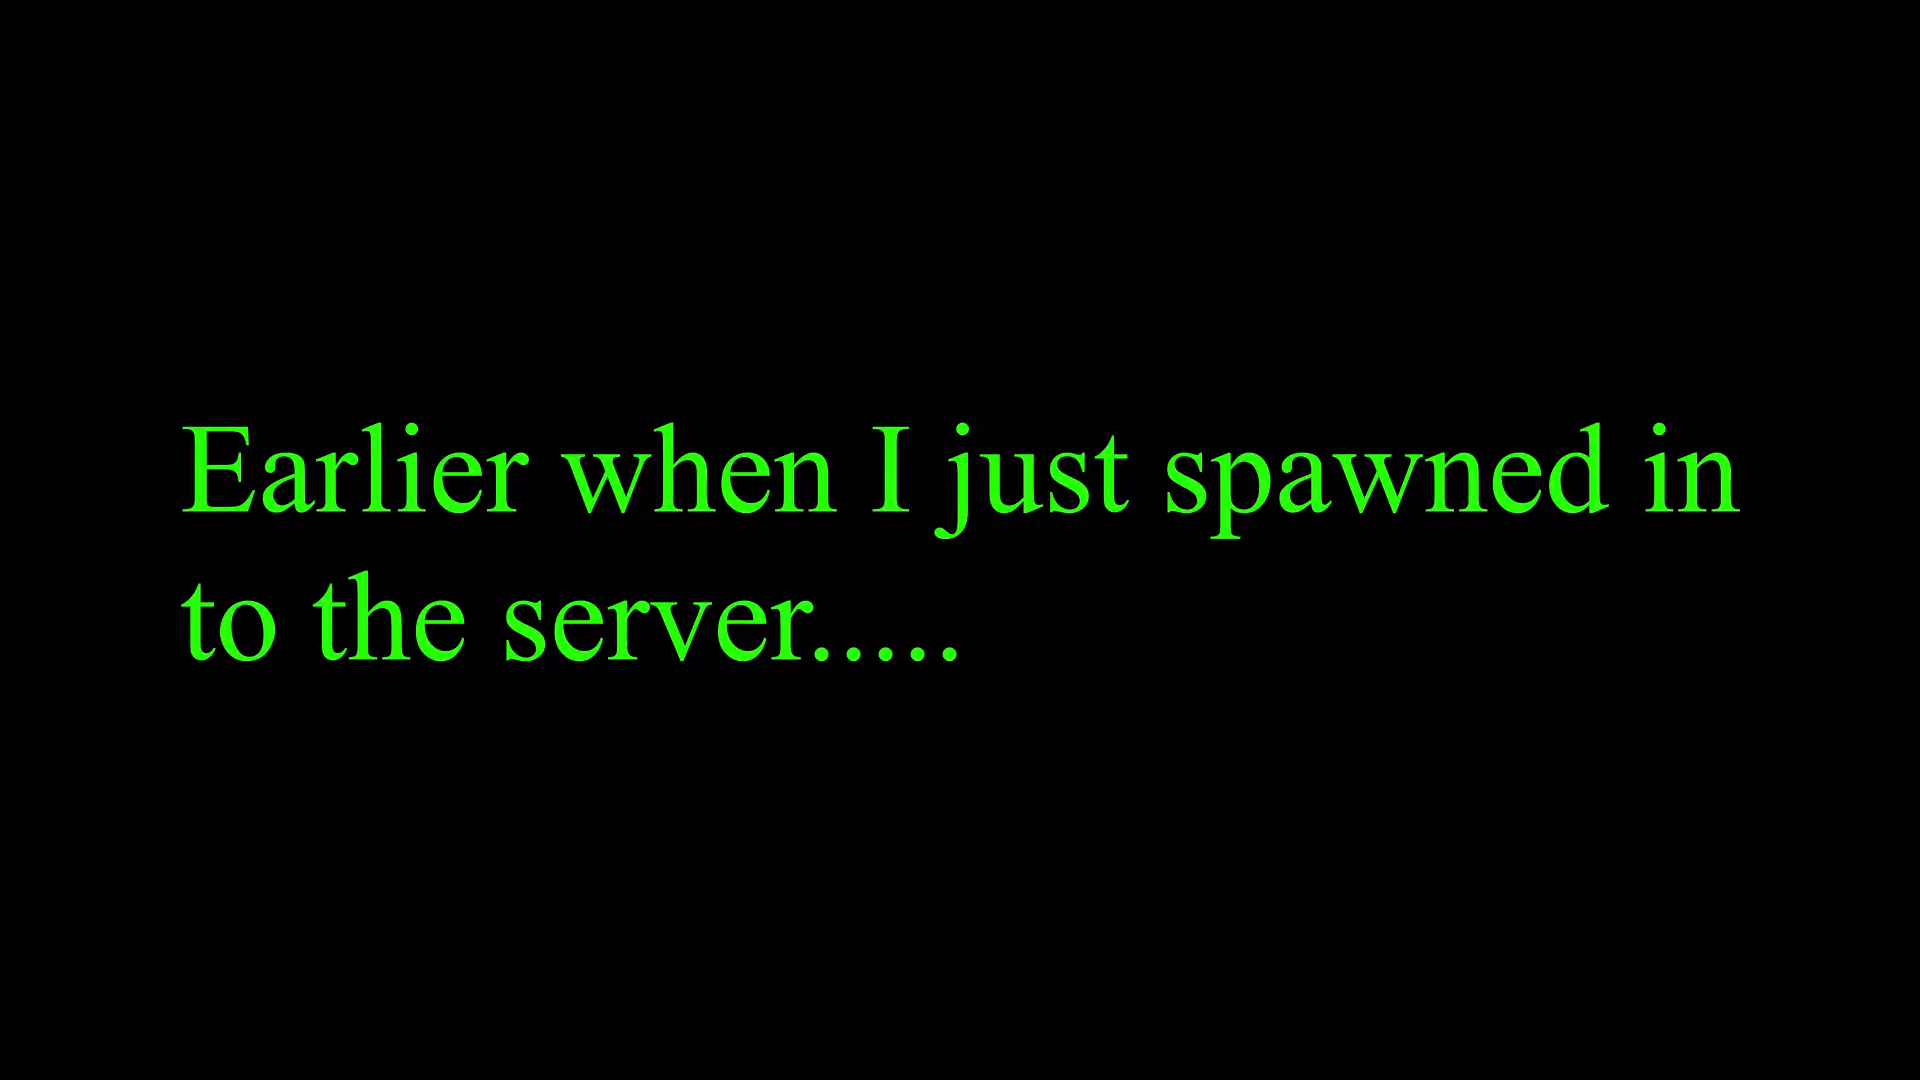 Earlier when I just spawned in
to the server.....